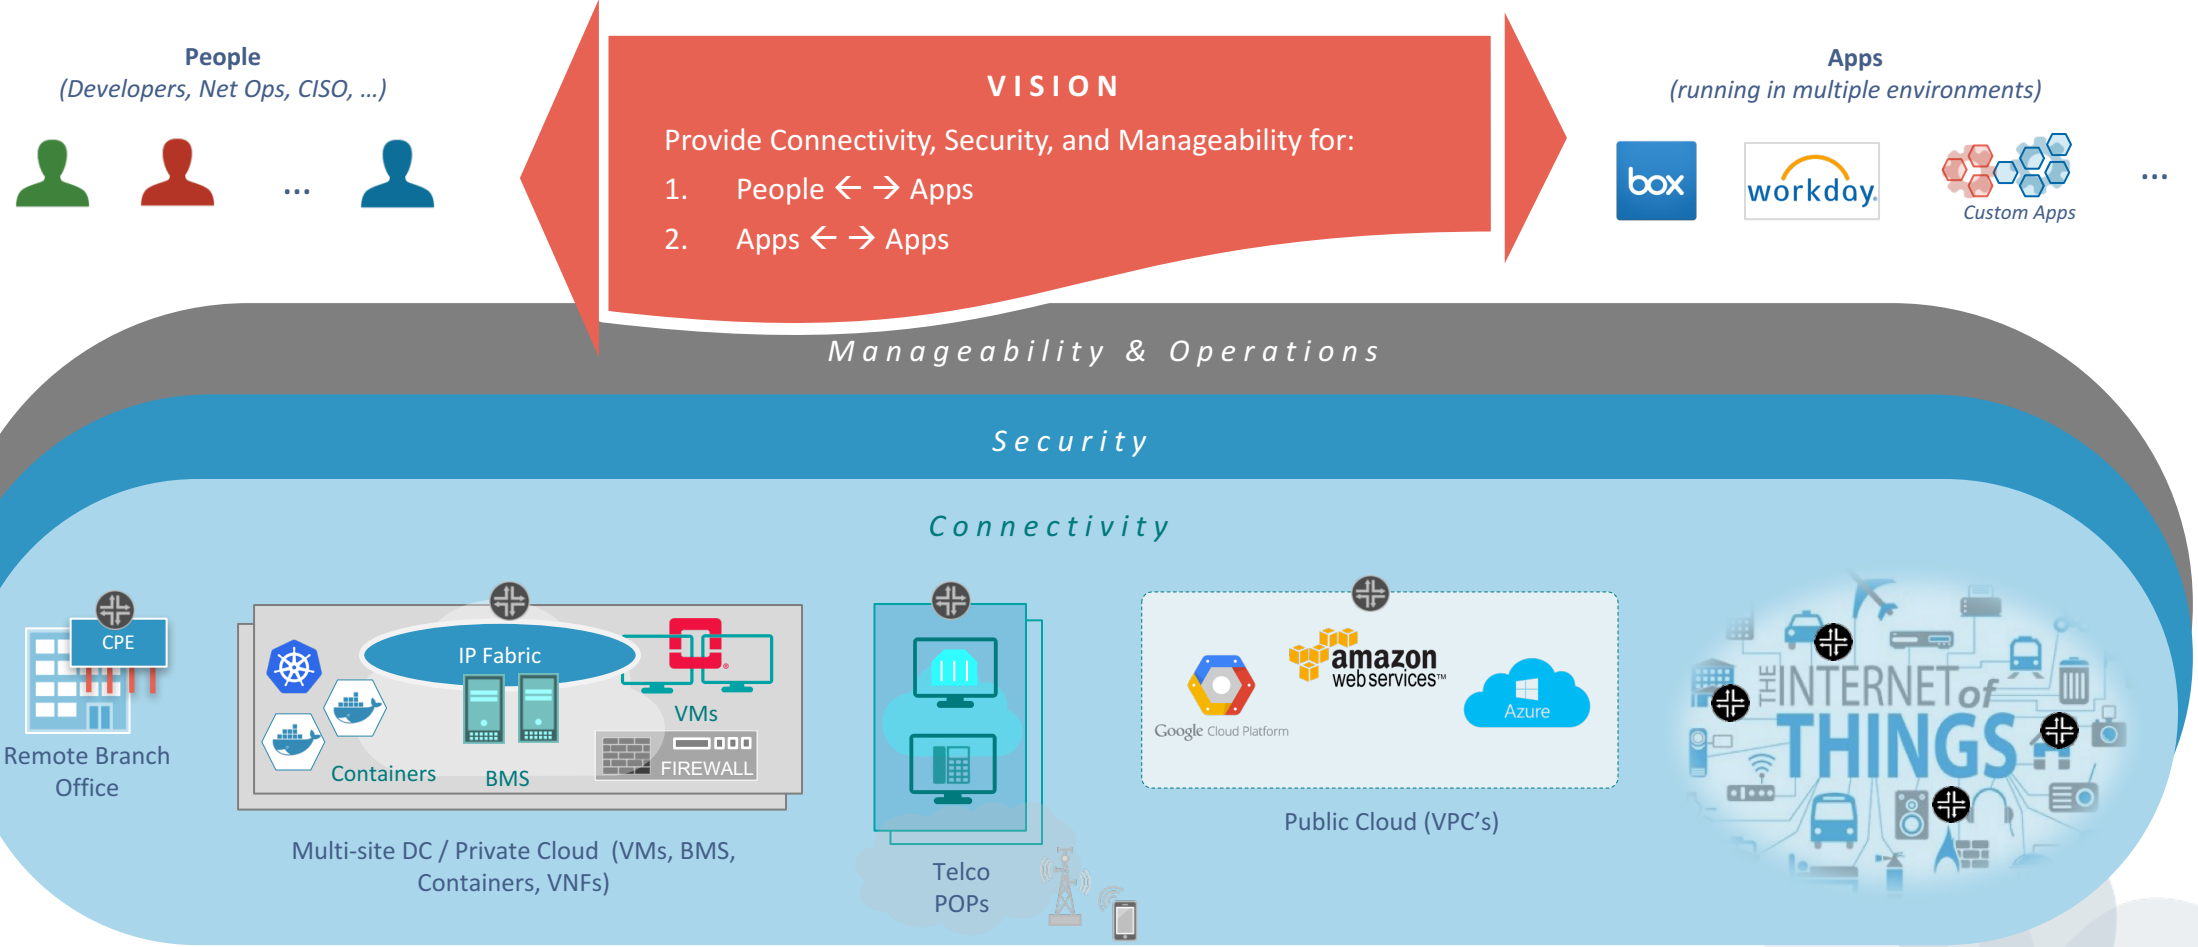 People
(Developers, Net Ops, CISO, ...)
...
VISION
Provide Connectivity, Security, and Manageability for:
1. People ← → Apps
2. Apps ← → Apps
Apps
(running in multiple environments)
box
workday.
Custom Apps
...
Manageability & Operations
Security
Connectivity
CPE
Remote Branch
Office
IP Fabric
VMs
Containers
BMS
FIREWALL
Multi-site DC / Private Cloud (VMs, BMS,
Containers, VNFs)
Telco
POPs
Google Cloud Platform
amazon
webservices™
Azure
Public Cloud (VPC's)
THE
INTERNET of
THINGS